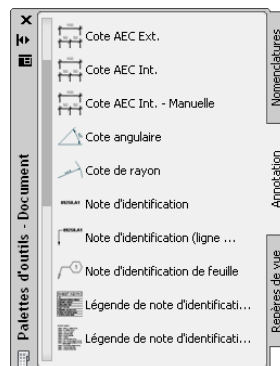 Cote AEC Ext.
Cote AEC Int.
Cote AEC Int. - Manuelle
Cote angulaire
Cote de rayon
Note d'identification
Note d'identification (ligne ...
Note d'identification de feuille
Légende de note d'identificati...
Légende de note d'identificati...
Palettes d'outils - Document
Nomenclatures
Annotation
Repères de vue